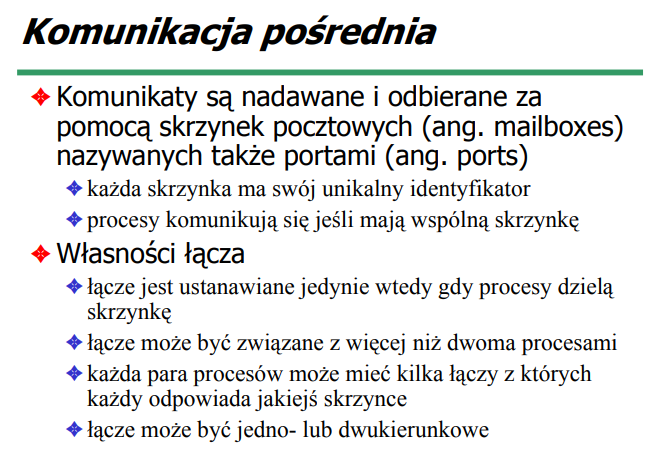 Komunikacja pośrednia
Komunikaty są nadawane i odbierane za
pomocą skrzynek pocztowych (ang. mailboxes)
nazywanych także portami (ang. ports)
każda skrzynka ma swój unikalny identyfikator
procesy komunikują się jeśli mają wspólną skrzynkę
Własności łącza
łącze jest ustanawiane jedynie wtedy gdy procesy dzielą
skrzynkę
łącze może być związane z więcej niż dwoma procesami
każda para procesów może mieć kilka łączy z których
każdy odpowiada jakiejś skrzynce
łącze może być jedno- lub dwukierunkowe